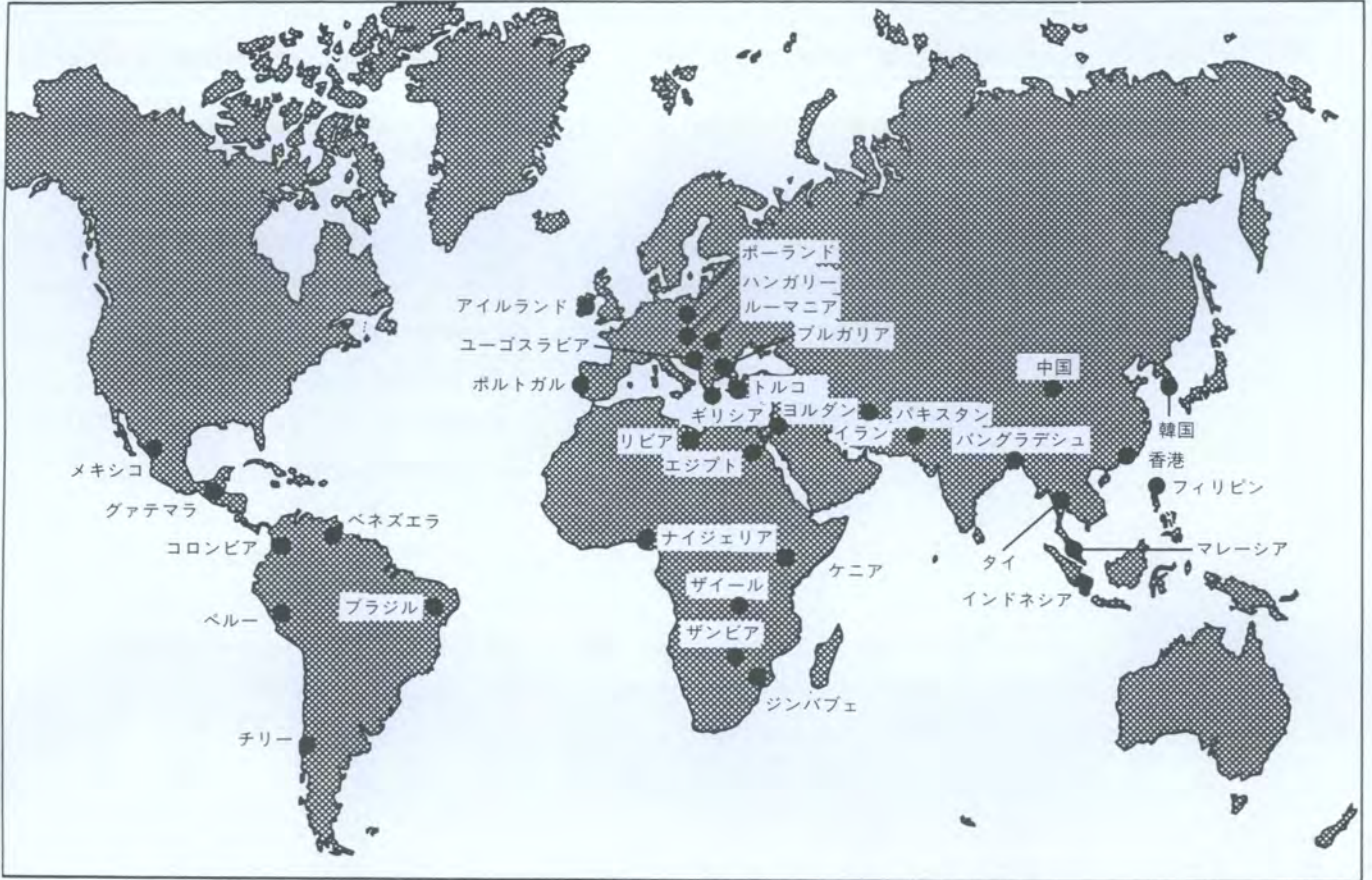 ポーランド
ハンガリー
アイルランド
ルーマニア
ブルガリア
ユーゴスラビア
中国
ポルトガル
トルコ
ギリシア
ヨルダン
パキスタン
イラン
バングラデシュ
韓国
リビア
エジプト
香港
メキシコ
フィリピン
グァテマラ
ベネズエラ
コロンビア
ナイジェリア
マレーシア
タイ
ケニア
ザイール
インドネシア
ペルー
ブラジル
ザンビア
ジンバブェ
チリー